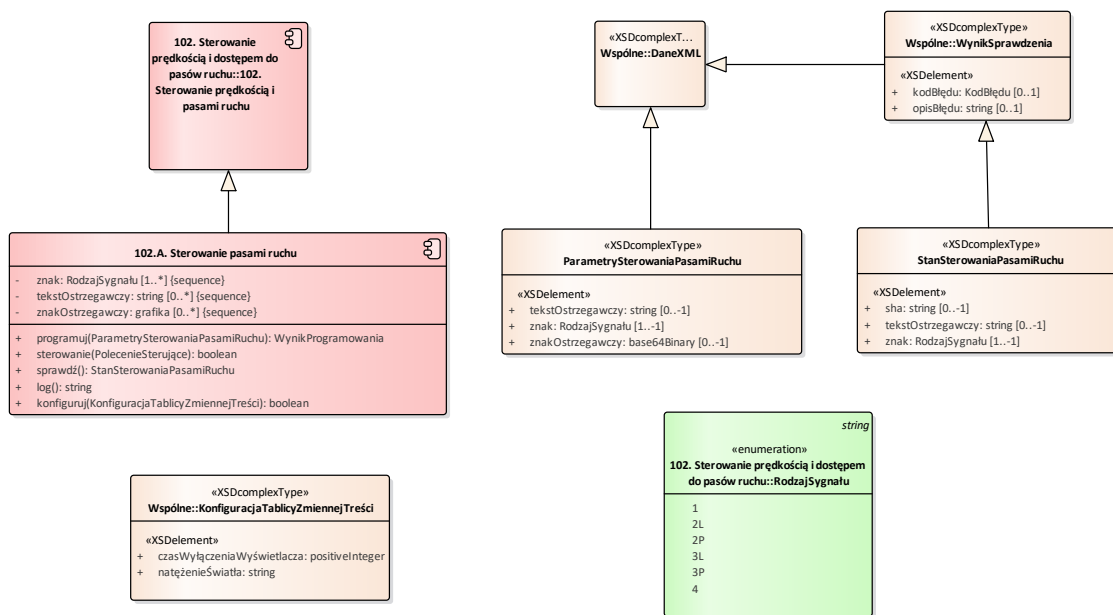 102. Sterowanie
prędkością i dostępem do
pasów ruchu::102.
Sterowanie prędkością i
pasami ruchu
«XSDcomplexT...
Wspólne::DaneXML
«XSDcomplexType»
Wspólne::WynikSprawdzenia
«XSDelement»
+ kodBłędu: KodBłędu [0..1]
+ opisBłędu: string [0..1]
102.A. Sterowanie pasami ruchu
- znak: RodzajSygnału [1..*] {sequence}
- tekstOstrzegawczy: string [0..*] {sequence}
- znakOstrzegawczy: grafika [0..*] {sequence}
+ programuj(ParametrySterowaniaPasamiRuchu): WynikProgramowania
+ sterowanie(PolecenieSterujące): boolean
+ sprawdź(): StanSterowaniaPasamiRuchu
+ log(): string
+ konfiguruj(KonfiguracjaTablicyZmiennejTreści): boolean
«XSDcomplexType»
ParametrySterowaniaPasamiRuchu
«XSDelement»
+ tekstOstrzegawczy: string [0..-1]
+ znak: RodzajSygnału [1..-1]
+ znakOstrzegawczy: base64Binary [0..-1]
«XSDcomplexType»
StanSterowaniaPasamiRuchu
«XSDelement»
+ sha: string [0..-1]
+ tekstOstrzegawczy: string [0..-1]
+ znak: RodzajSygnału [1..-1]
«XSDcomplexType»
Wspólne::KonfiguracjaTablicyZmiennejTreści
«XSDelement»
+ czasWyłączeniaWyświetlacza: positiveInteger
+ natężenieŚwiatła: string
string
«enumeration»
102. Sterowanie prędkością i dostępem
do pasów ruchu::RodzajSygnału
1
2L
2P
3L
3P
4